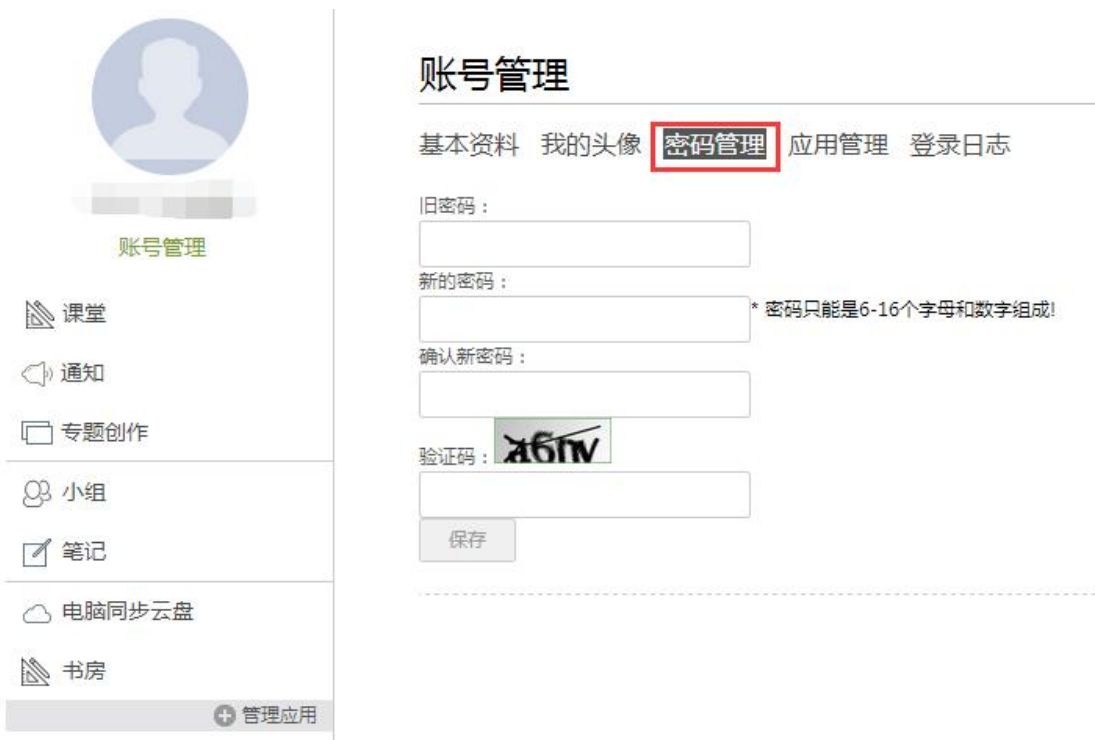 账号管理
课堂
通知
专题创作
小组
笔记
电脑同步云盘
书房
管理应用
账号管理
基本资料 我的头像 密码管理 应用管理 登录日志
旧密码：
新的密码：
* 密码只能是6-16个字母和数字组成!
确认新密码：
验证码：
保存